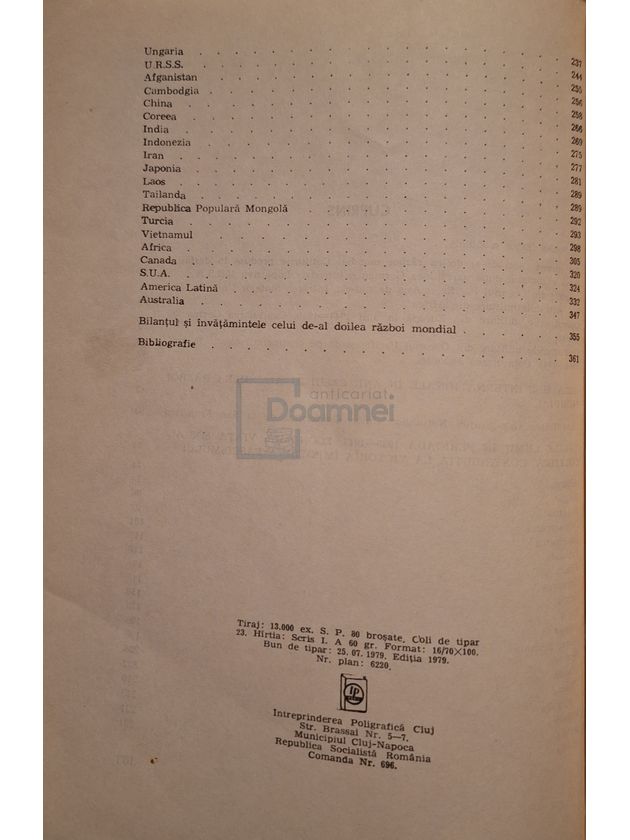 Ungaria . . . . . . . . . . . . . . . . 237
U.R.S.S. . . . . . . . . . . . . . . . . 244
Afganistan . . . . . . . . . . . . . . . . 255
Cambodgia . . . . . . . . . . . . . . . . 256
China . . . . . . . . . . . . . . . . 258
Coreea . . . . . . . . . . . . . . . . 266
India . . . . . . . . . . . . . . . . 269
Indonezia . . . . . . . . . . . . . . . . 275
Iran . . . . . . . . . . . . . . . . 277
Japonia . . . . . . . . . . . . . . . . 281
Laos . . . . . . . . . . . . . . . . 289
Tailanda . . . . . . . . . . . . . . . . 289
Republica Populară Mongolă . . . . . . . . . . . . 292
Turcia . . . . . . . . . . . . . . . . 293
Vietnamul . . . . . . . . . . . . . . . . 298
Africa . . . . . . . . . . . . . . . . 305
Canada . . . . . . . . . . . . . . . . 320
S.U.A. . . . . . . . . . . . . . . . . 324
America Latină . . . . . . . . . . . . . . . . 332
Australia . . . . . . . . . . . . . . . . 347
Bilanțul și învățămintele celui de-al doilea război mondial . . . . . 355
Bibliografie . . . . . . . . . . . . . . . . 361
anticariat
Doamnei
Tiraj: 13.000 ex. S. P. 80 broșate. Coli de tipar
23. Hîrtia: Scris I. A 60 gr. Format: 16/70×100.
Bun de tipar: 25. 07. 1979. Ediția 1979.
Nr. plan: 6220.
IP
Intreprinderea Poligrafică Cluj
Str. Brassai Nr. 5—7.
Municipiul Cluj-Napoca
Republica Socialistă România
Comanda Nr. 696.